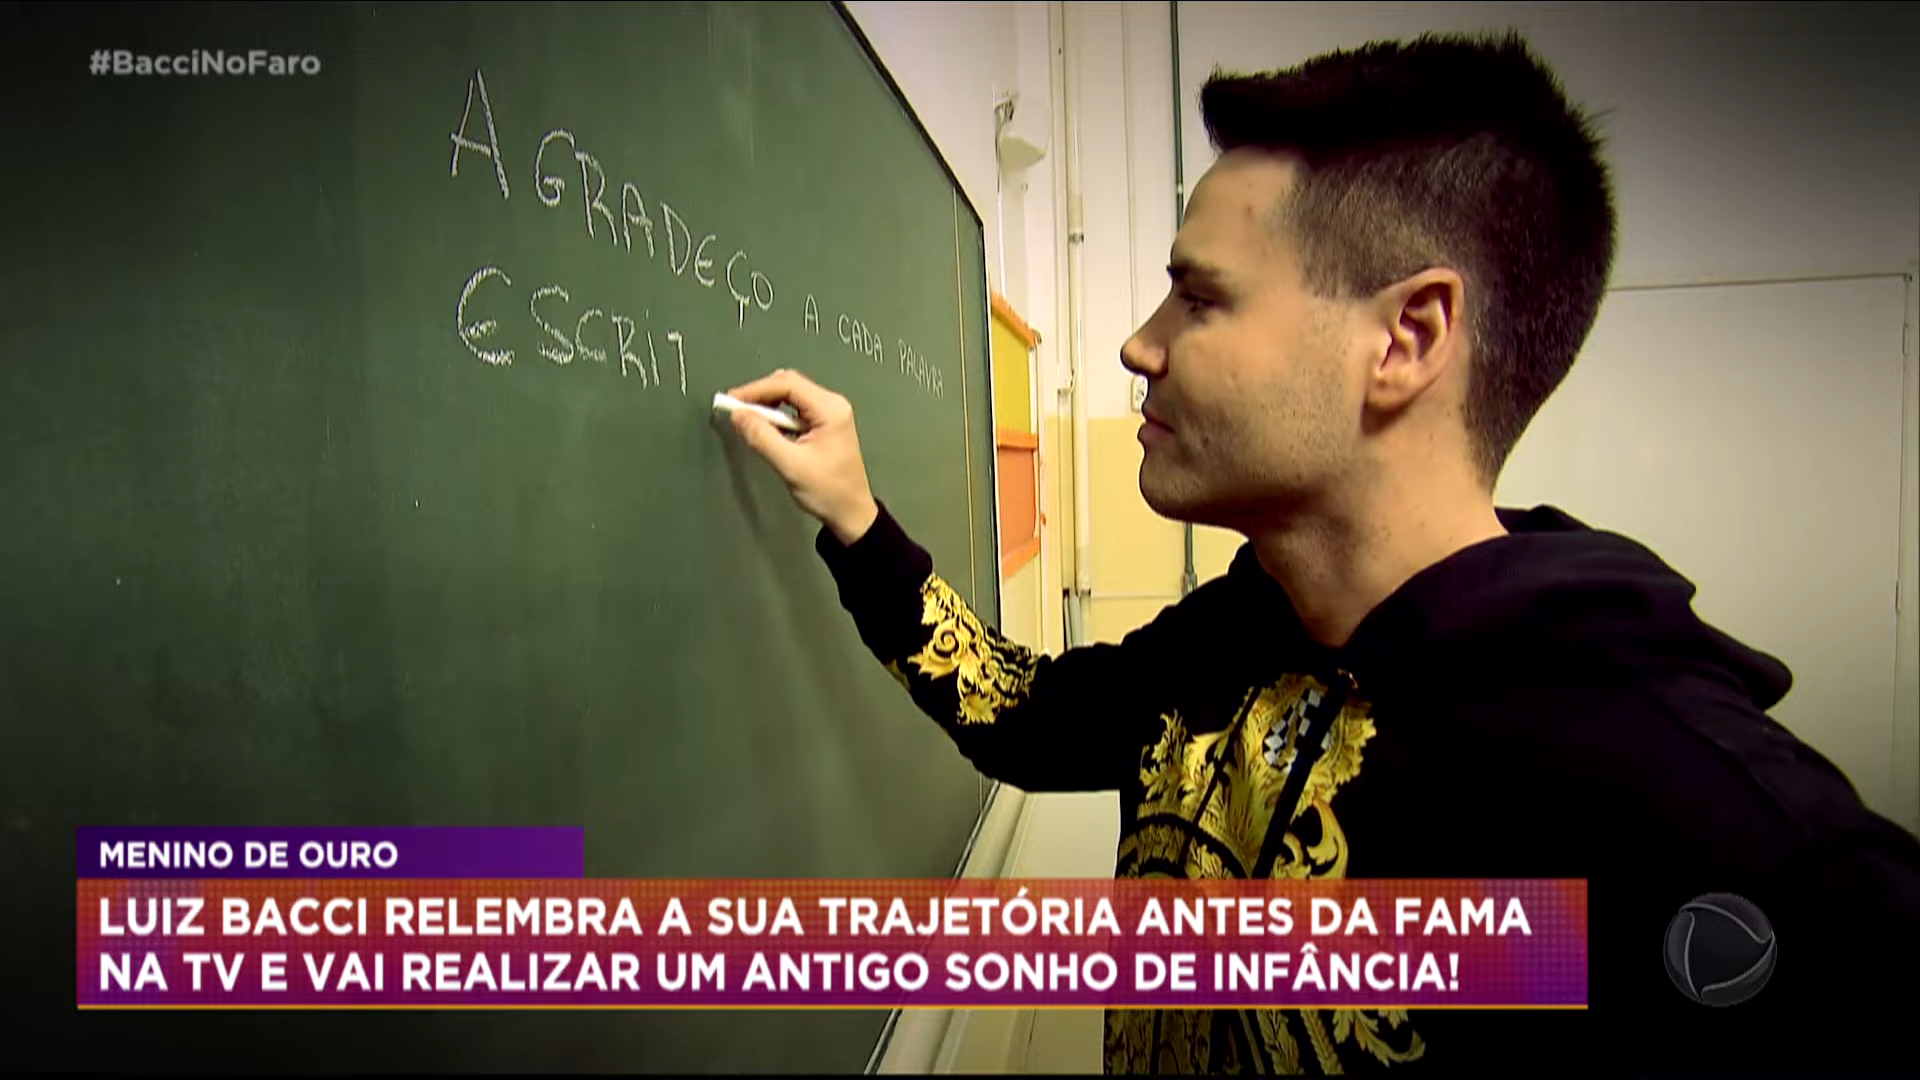 #BacciNoFaro
AGRADEÇO A CADA PALAVRA
ESCRIT
MENINO DE OURO
LUIZ BACCI RELEMBRA A SUA TRAJETÓRIA ANTES DA FAMA
NA TV E VAI REALIZAR UM ANTIGO SONHO DE INFÂNCIA!